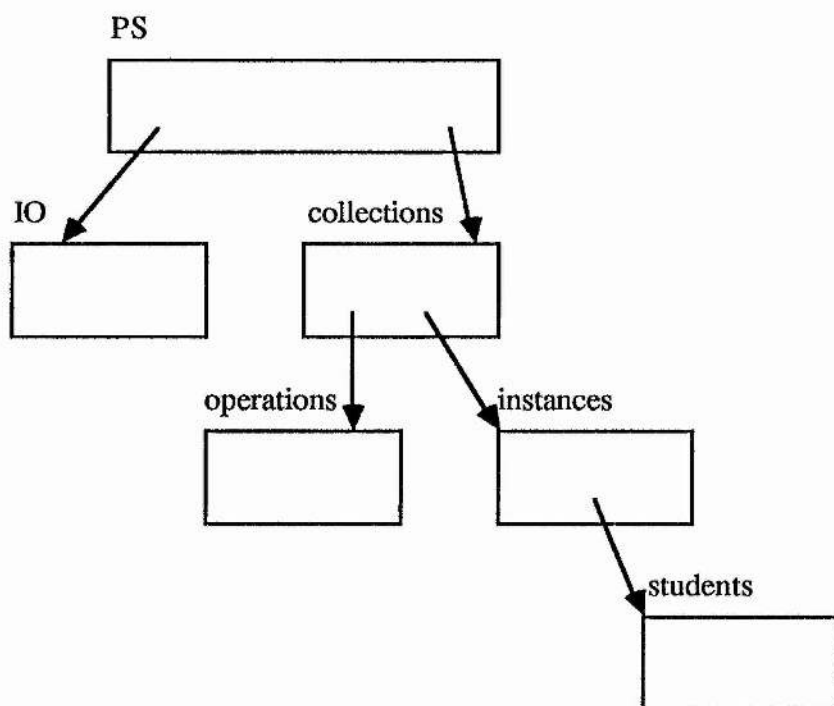 PS
IO
collections
operations
instances
students